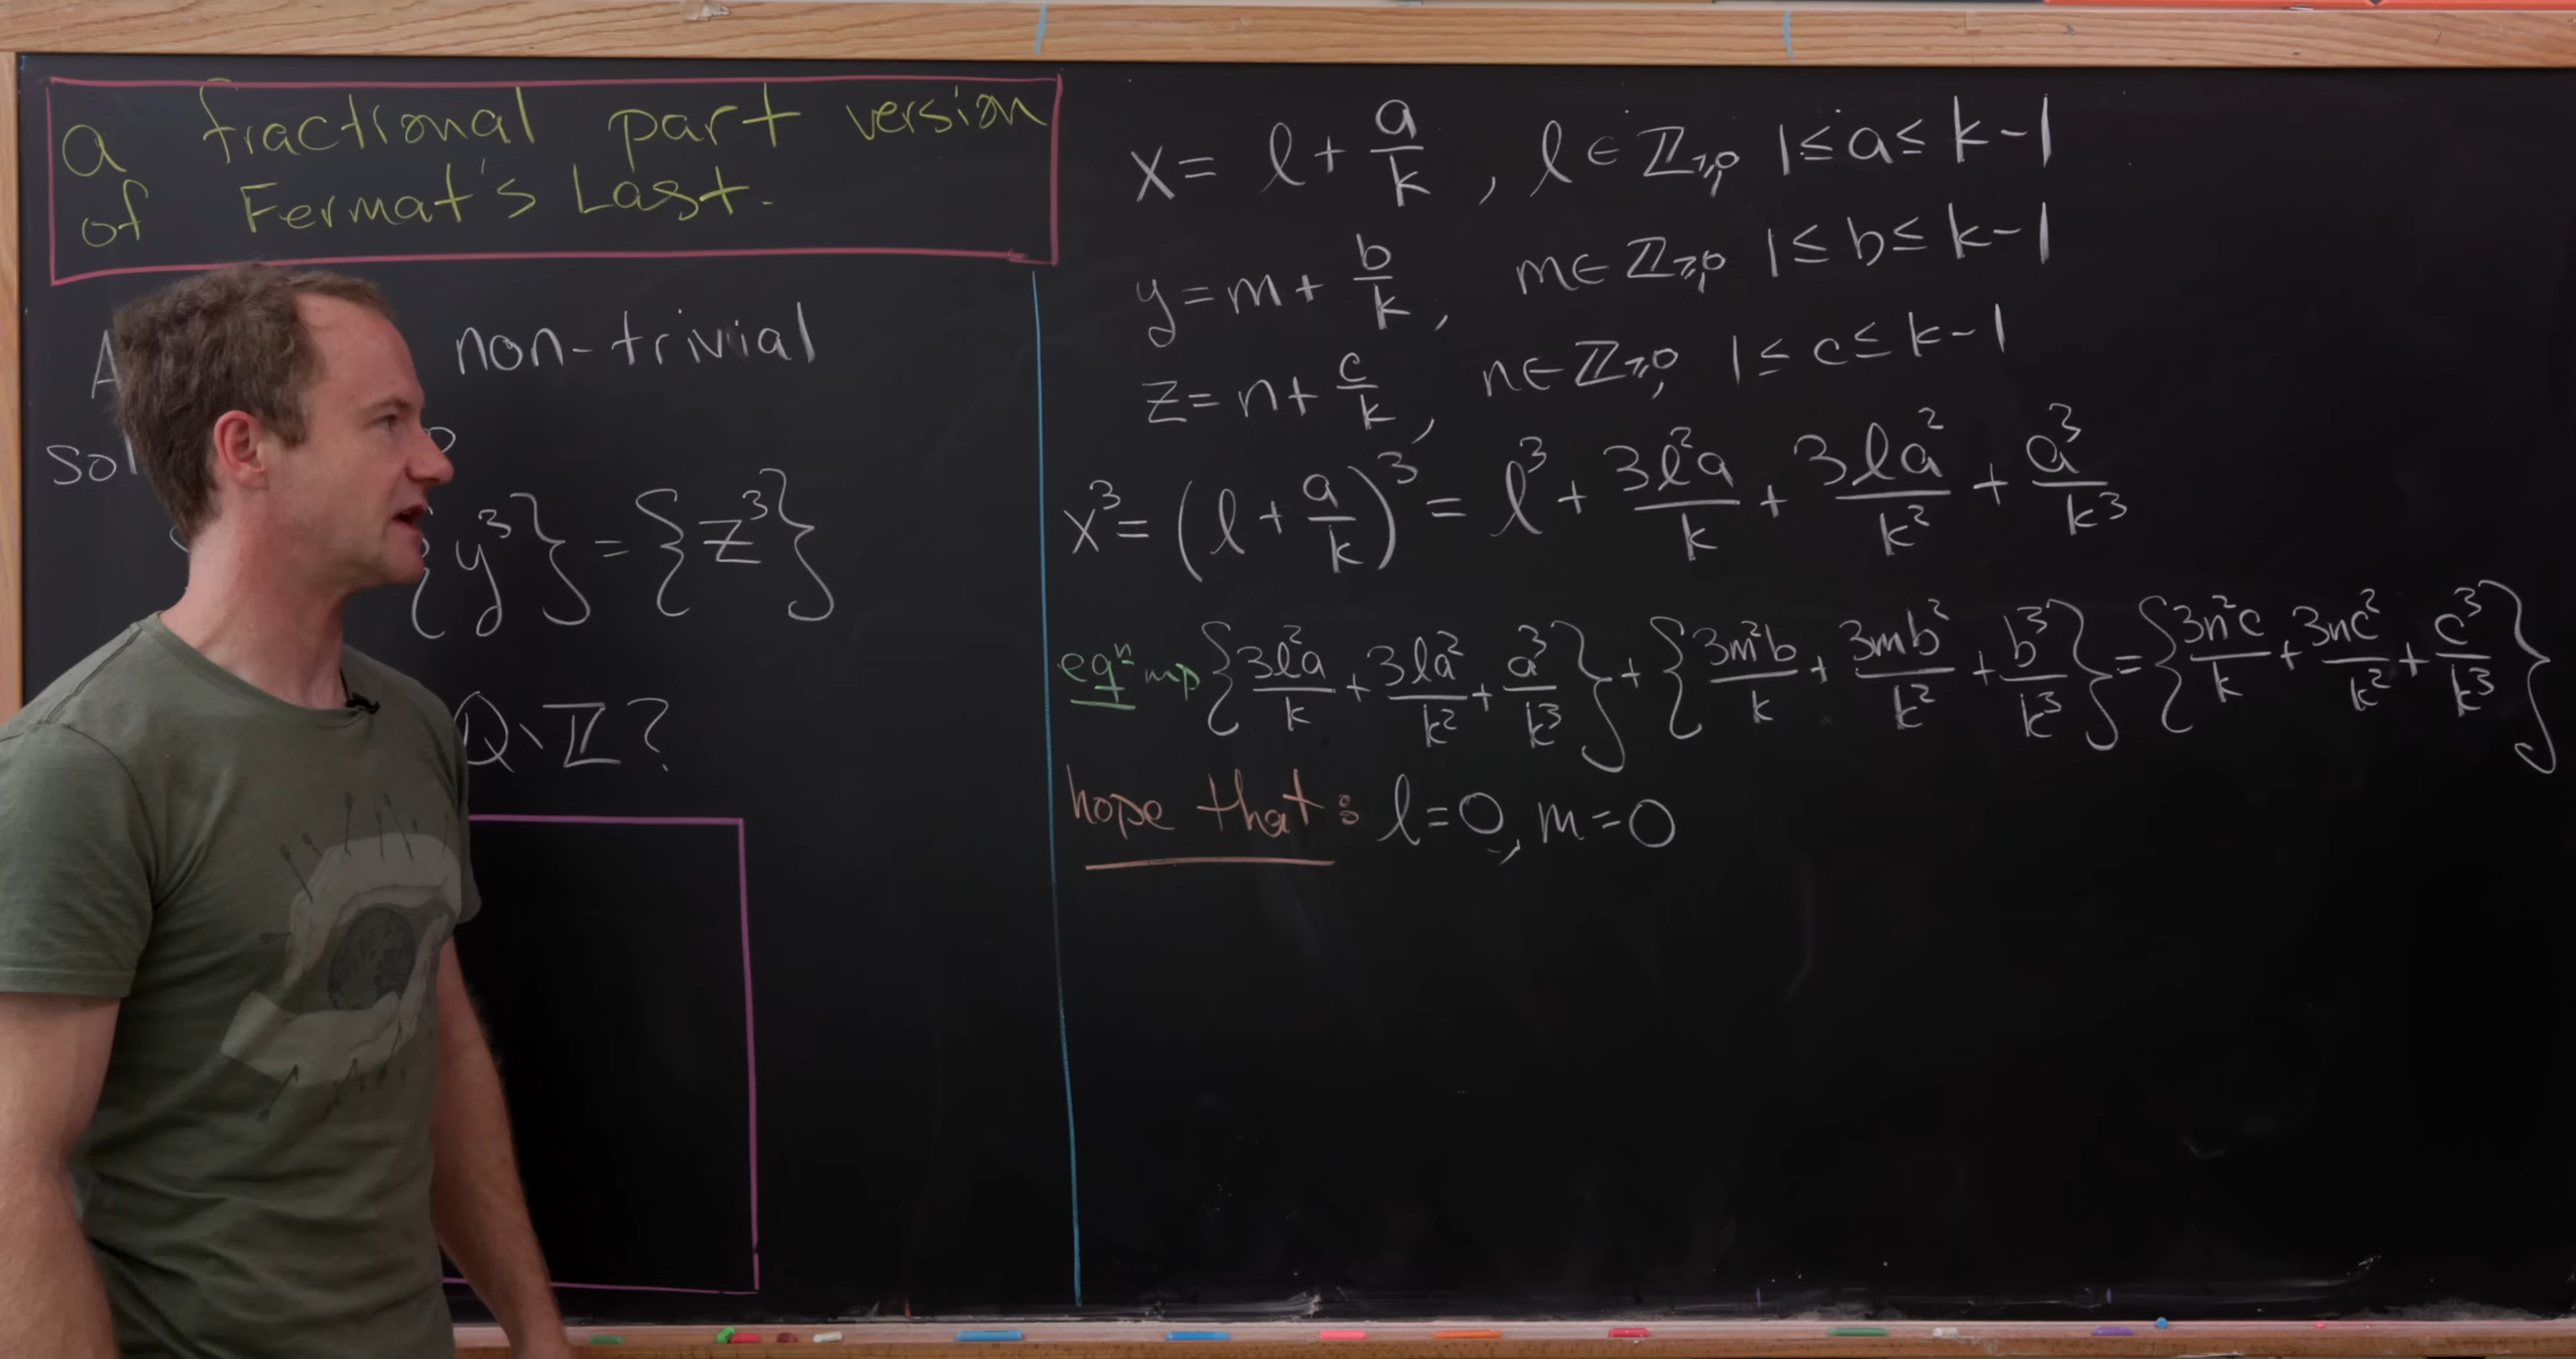 a fractional part version
of Fermat's Last.
non-trivial
y³} = {z³}
Q∖ℤ?
x = l + a/k, l ∈ ℤ≥0, 1 ≤ a ≤ k-1
y = m + b/k, m ∈ ℤ≥0, 1 ≤ b ≤ k-1
z = n + c/k, n ∈ ℤ≥0, 1 ≤ c ≤ k-1
x³ = (l + a/k)³ = l³ + 3l²a/k + 3la²/k² + a³/k³
eqⁿ ⇝ {3l²a/k + 3la²/k² + a³/k³} + {3m²b/k + 3mb²/k² + b³/k³} = {3n²c/k + 3nc²/k² + c³/k³}
hope that: l=0, m=0